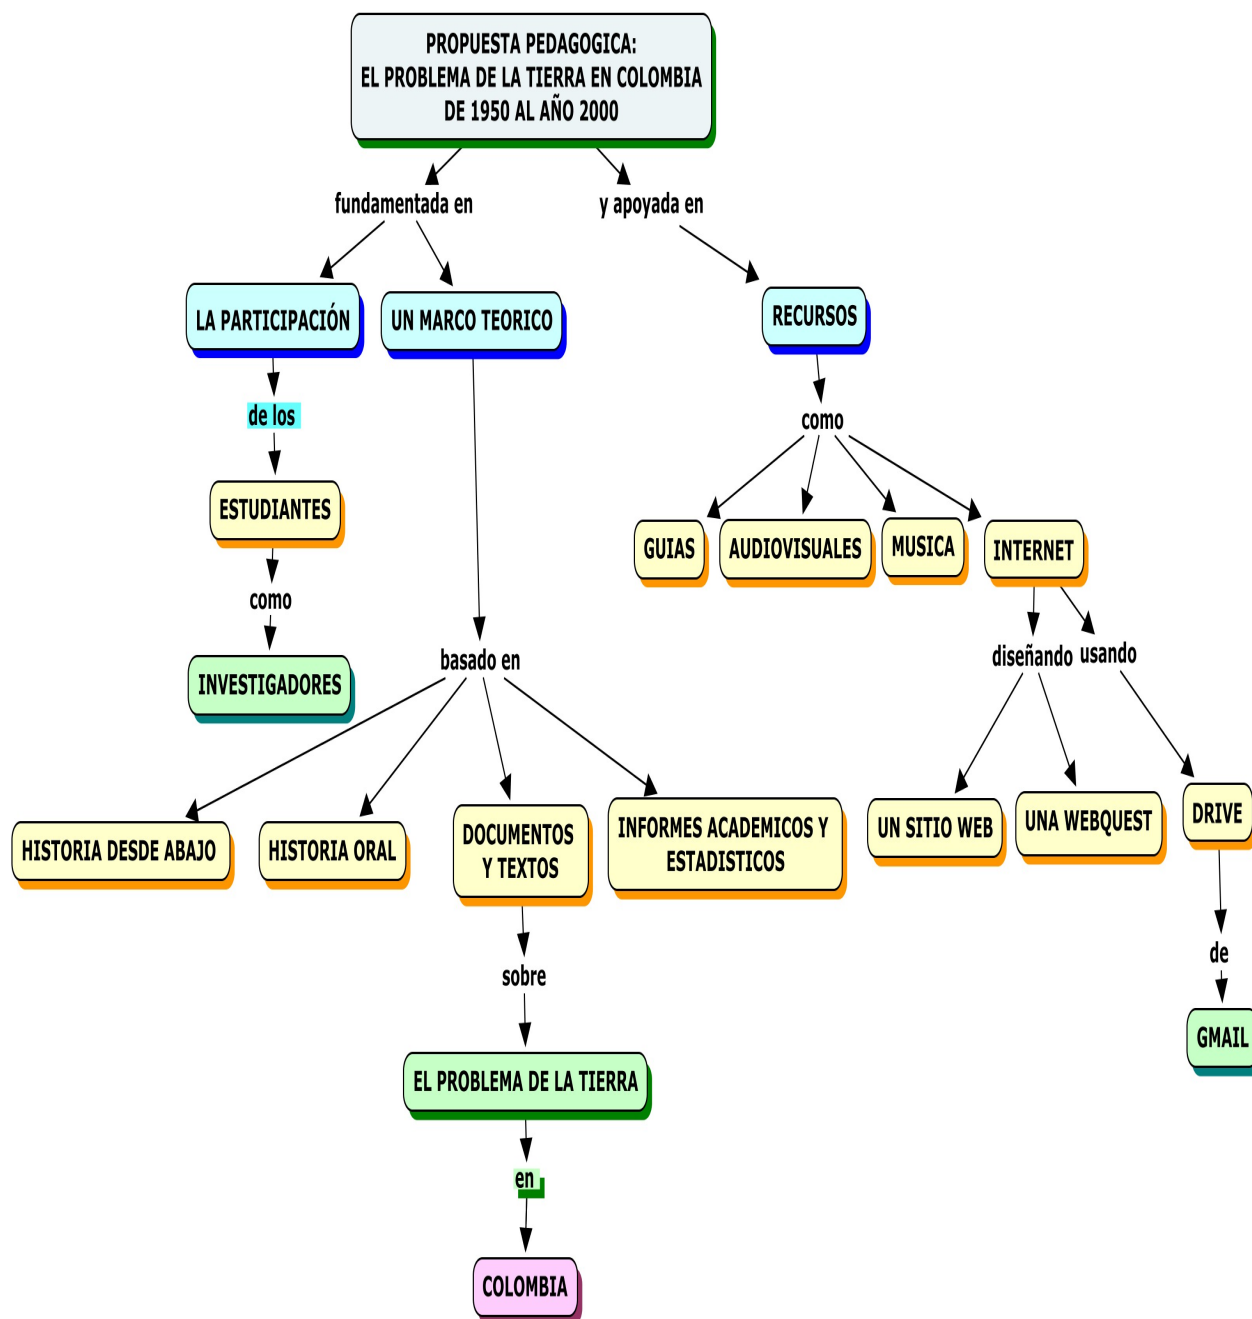 PROPUESTA PEDAGOGICA:
EL PROBLEMA DE LA TIERRA EN COLOMBIA
DE 1950 AL AÑO 2000
fundamentada en
y apoyada en
LA PARTICIPACIÓN
UN MARCO TEORICO
RECURSOS
de los
como
ESTUDIANTES
GUIAS
AUDIOVISUALES
MUSICA
INTERNET
como
INVESTIGADORES
basado en
diseñando
usando
HISTORIA DESDE ABAJO
HISTORIA ORAL
DOCUMENTOS
Y TEXTOS
INFORMES ACADEMICOS Y
ESTADISTICOS
UN SITIO WEB
UNA WEBQUEST
DRIVE
sobre
de
EL PROBLEMA DE LA TIERRA
GMAIL
en
COLOMBIA